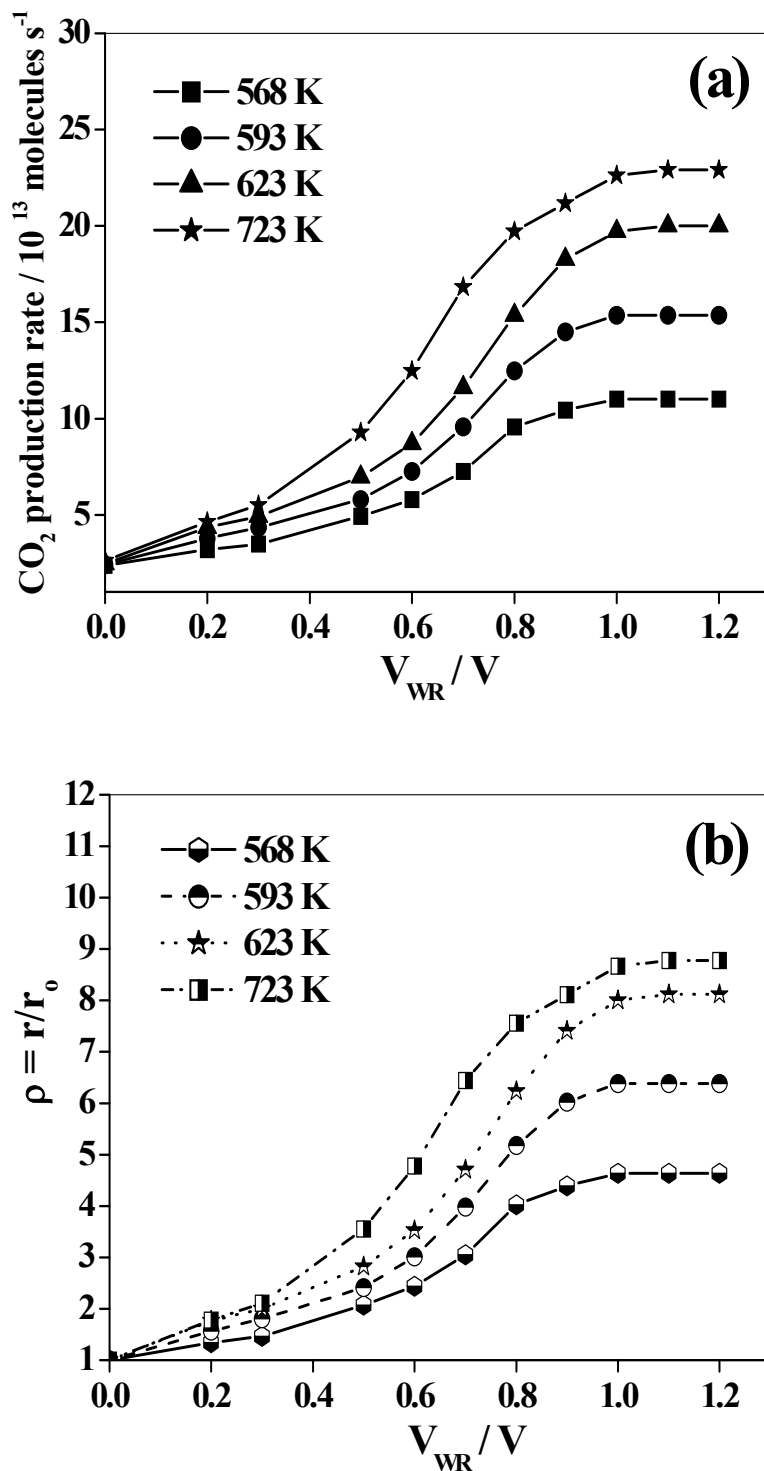 (a)
568 K
593 K
623 K
723 K
CO₂ production rate / 10 ¹³ molecules s⁻¹
30
25
20
15
10
5
0.0 0.2 0.4 0.6 0.8 1.0 1.2
V_WR / V
(b)
568 K
593 K
623 K
723 K
ρ = r/r₀
12
11
10
9
8
7
6
5
4
3
2
1
0.0 0.2 0.4 0.6 0.8 1.0 1.2
V_WR / V